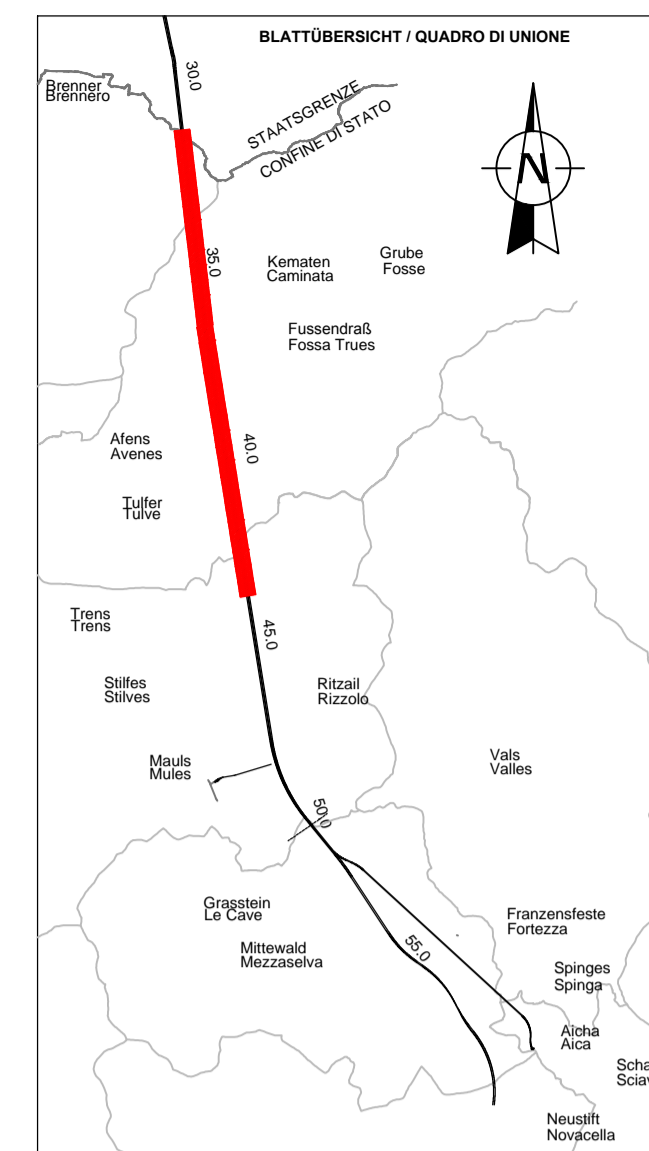 BLATTÜBERSICHT / QUADRO DI UNIONE
30.0
Brenner
Brennero
STAATSGRENZE
CONFINE DI STATO
N
35.0
Kematen
Caminata
Grube
Fosse
Fussendraß
Fossa Trues
40.0
Afens
Avenes
Tulfer
Tulve
45.0
Trens
Trens
Stilfes
Stilves
Ritzail
Rizzolo
Mauls
Mules
Vals
Valles
50.0
Grasstein
Le Cave
Mittewald
Mezzaselva
55.0
Franzensfeste
Fortezza
Spinges
Spinga
Aicha
Aica
Scha
Sciav
Neustift
Novacella